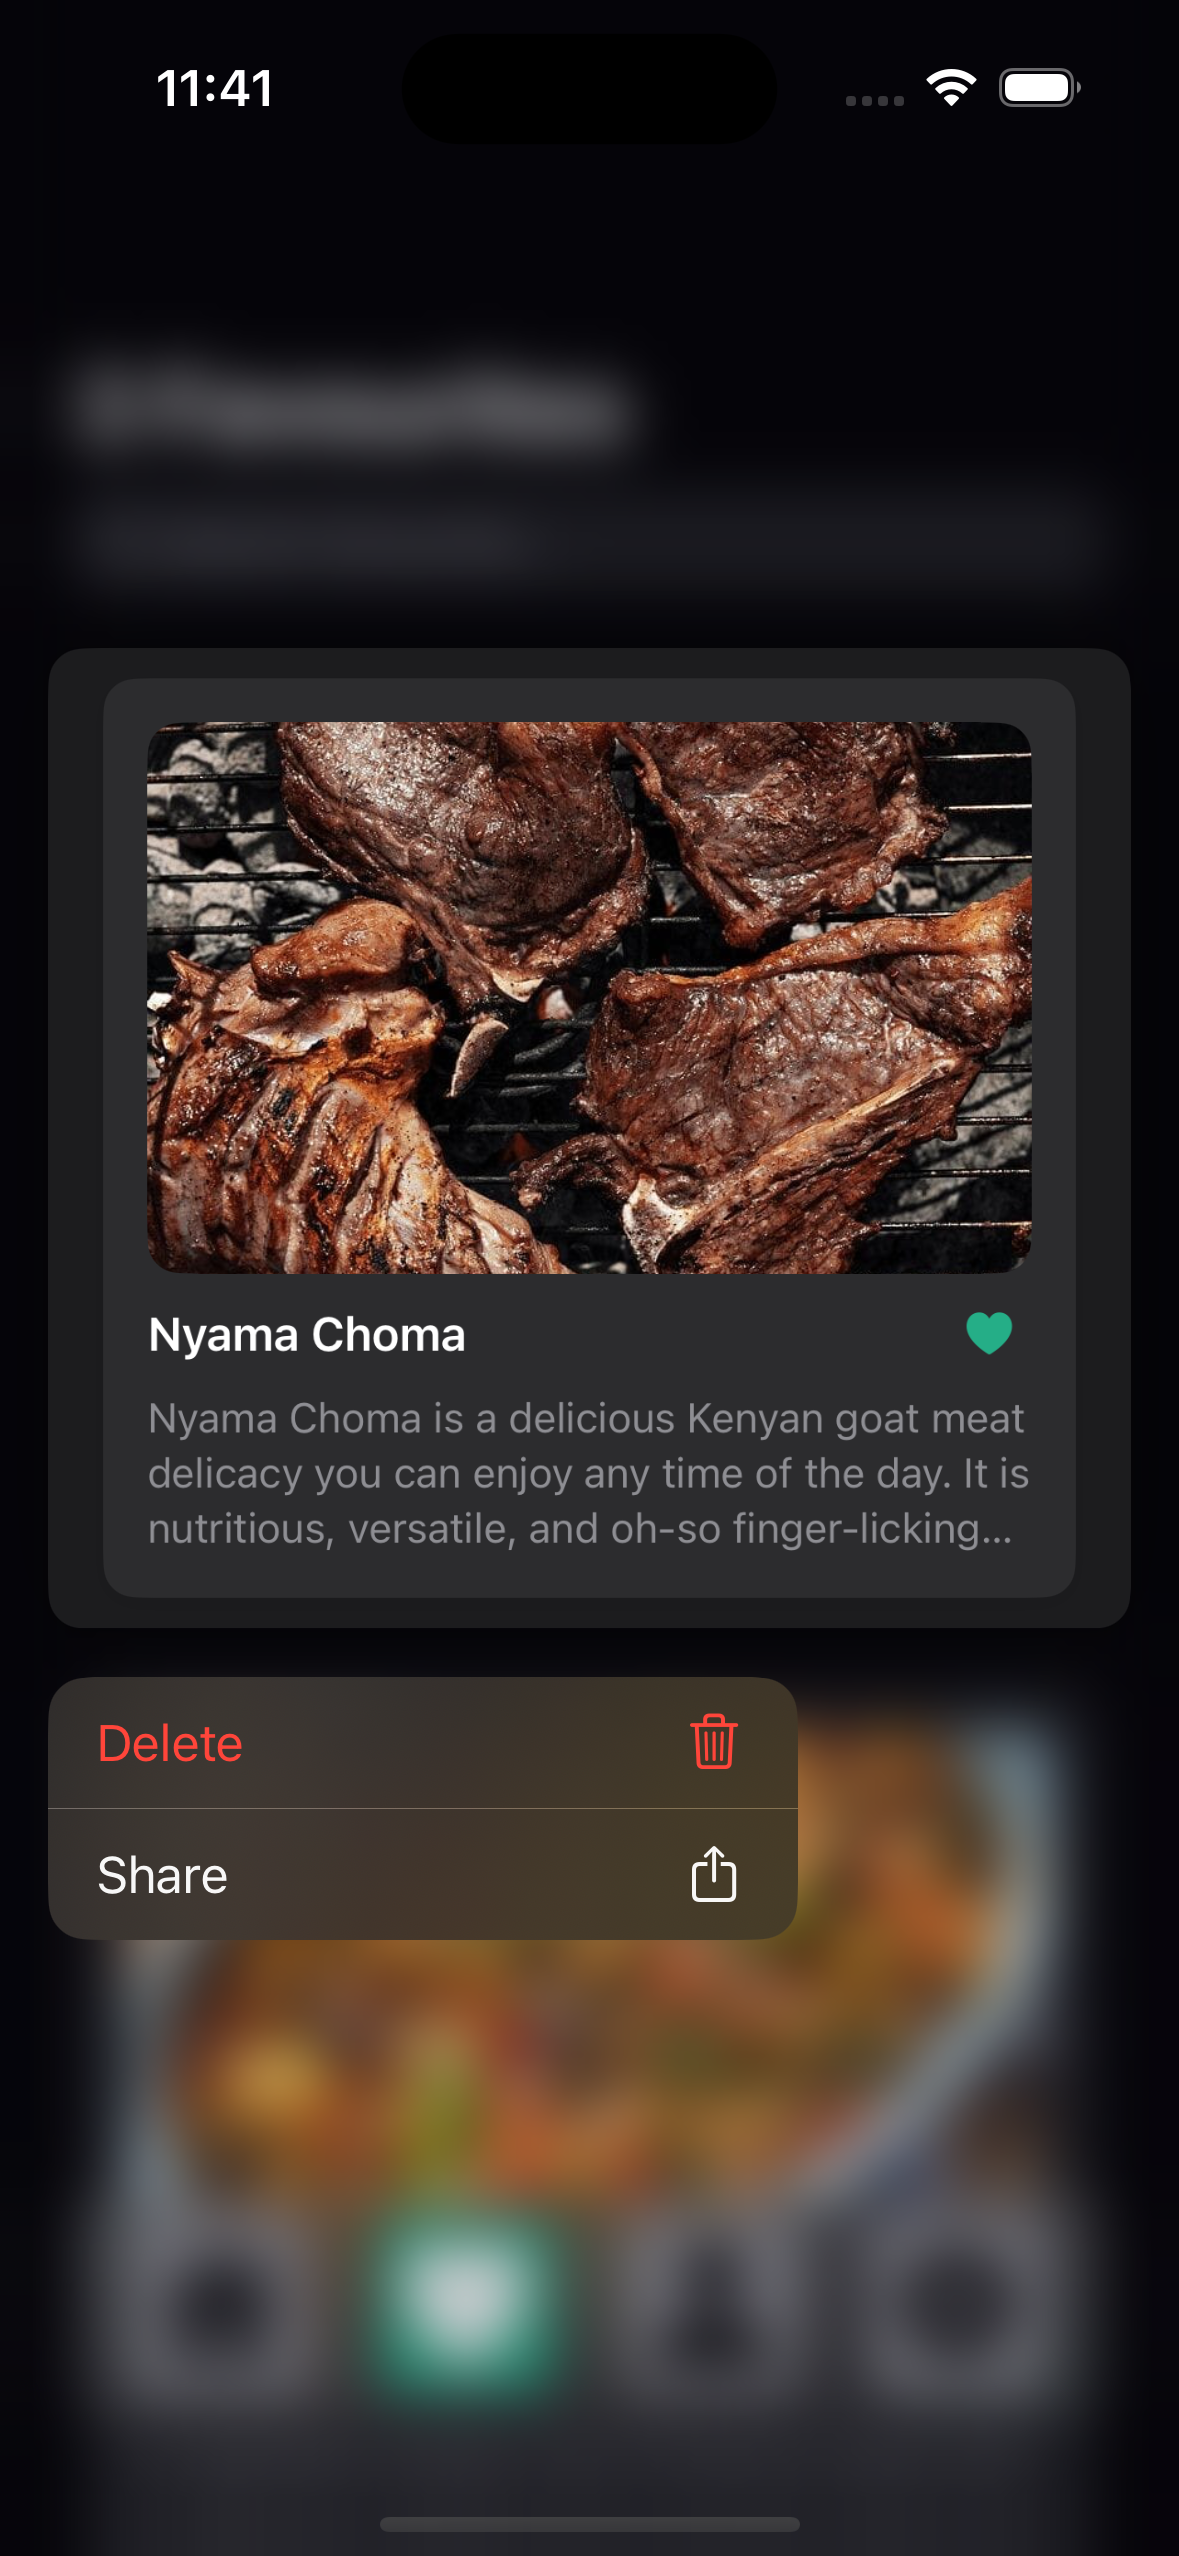 11:41
Nyama Choma
Nyama Choma is a delicious Kenyan goat meat
delicacy you can enjoy any time of the day. It is
nutritious, versatile, and oh-so finger-licking...
Delete
Share